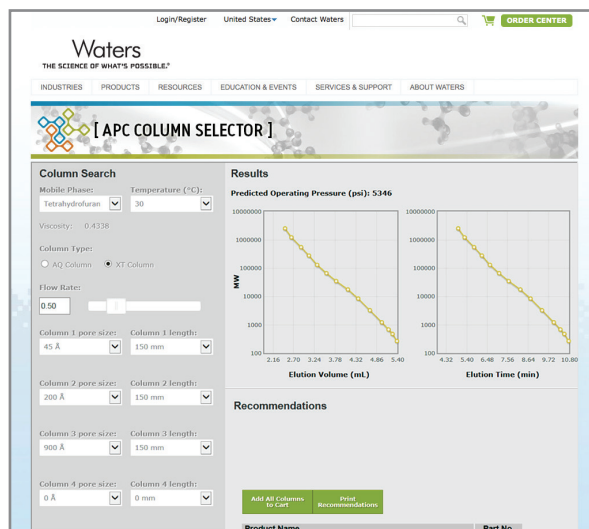 Login/Register United States Contact Waters ORDER CENTER
Waters
THE SCIENCE OF WHAT'S POSSIBLE.®
INDUSTRIES PRODUCTS RESOURCES EDUCATION & EVENTS SERVICES & SUPPORT ABOUT WATERS
[ APC COLUMN SELECTOR ]
Column Search
Mobile Phase: Temperature (°C):
Tetrahydrofuran 30
Viscosity: 0.4338
Column Type:
AQ Column XT Column
Flow Rate:
0.50
Column 1 pore size: Column 1 length:
45 Å 150 mm
Column 2 pore size: Column 2 length:
200 Å 150 mm
Column 3 pore size: Column 3 length:
900 Å 150 mm
Column 4 pore size: Column 4 length:
0 Å 0 mm
Results
Predicted Operating Pressure (psi): 5346
10000000
1000000
100000
10000
1000
100
MW
2.16 2.70 3.24 3.78 4.32 4.86 5.40
Elution Volume (mL)
10000000
1000000
100000
10000
1000
100
4.32 5.40 6.48 7.56 8.64 9.72 10.80
Elution Time (min)
Recommendations
Add All Columns to Cart
Print Recommendations
Product Name Part No